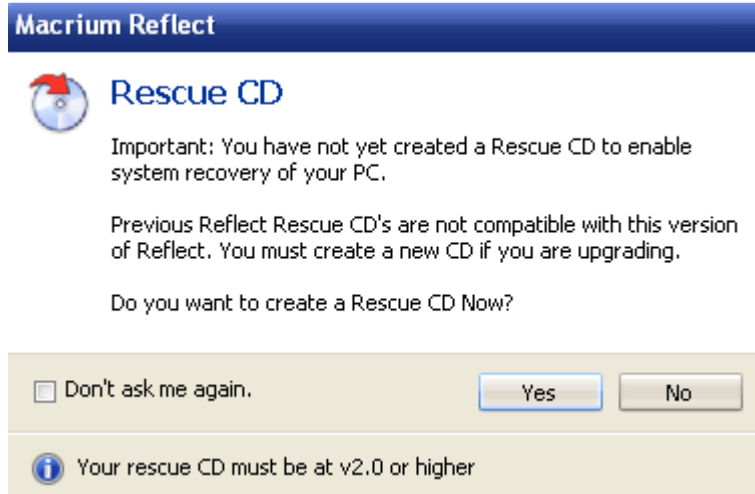 Macrium Reflect
Rescue CD
Important: You have not yet created a Rescue CD to enable
system recovery of your PC.
Previous Reflect Rescue CD's are not compatible with this version
of Reflect. You must create a new CD if you are upgrading.
Do you want to create a Rescue CD Now?
Don't ask me again.
Yes
No
Your rescue CD must be at v2.0 or higher